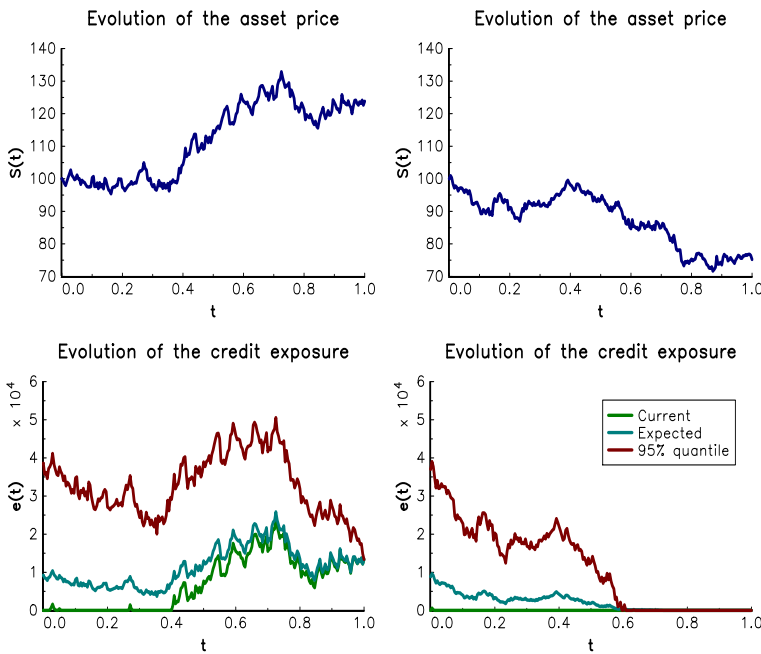 Evolution of the asset price
140
130
120
110
100
90
80
70
S(t)
0.0 0.2 0.4 0.6 0.8 1.0
t
Evolution of the asset price
140
130
120
110
100
90
80
70
S(t)
0.0 0.2 0.4 0.6 0.8 1.0
t
Evolution of the credit exposure
6
5
4
3
2
1
0
e(t)
× 10^4
0.0 0.2 0.4 0.6 0.8 1.0
t
Evolution of the credit exposure
6
5
4
3
2
1
0
e(t)
× 10^4
Current
Expected
95% quantile
0.0 0.2 0.4 0.6 0.8 1.0
t